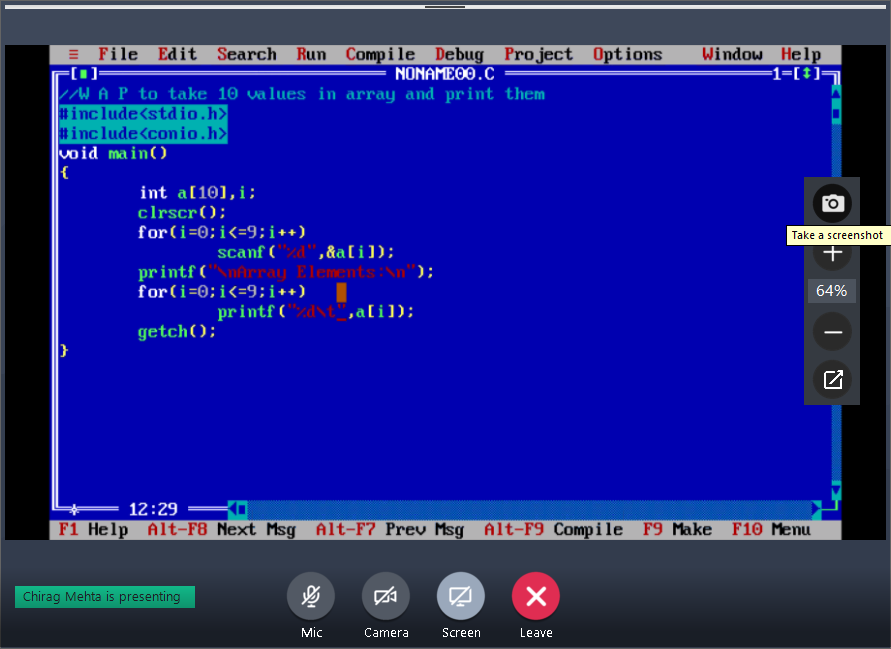 ≡ File Edit Search Run Compile Debug Project Options Window Help
[■] NONAME00.C 1=[↕]
//W A P to take 10 values in array and print them
#include<stdio.h>
#include<conio.h>
void main()
{
int a[10],i;
clrscr();
for(i=0;i<=9;i++)
scanf("%d",&a[i]);
printf("\nArray Elements:\n");
for(i=0;i<=9;i++)
printf("%d\t",a[i]);
getch();
}
Take a screenshot
64%
12:29
F1 Help Alt-F8 Next Msg Alt-F7 Prev Msg Alt-F9 Compile F9 Make F10 Menu
Chirag Mehta is presenting
Mic Camera Screen Leave